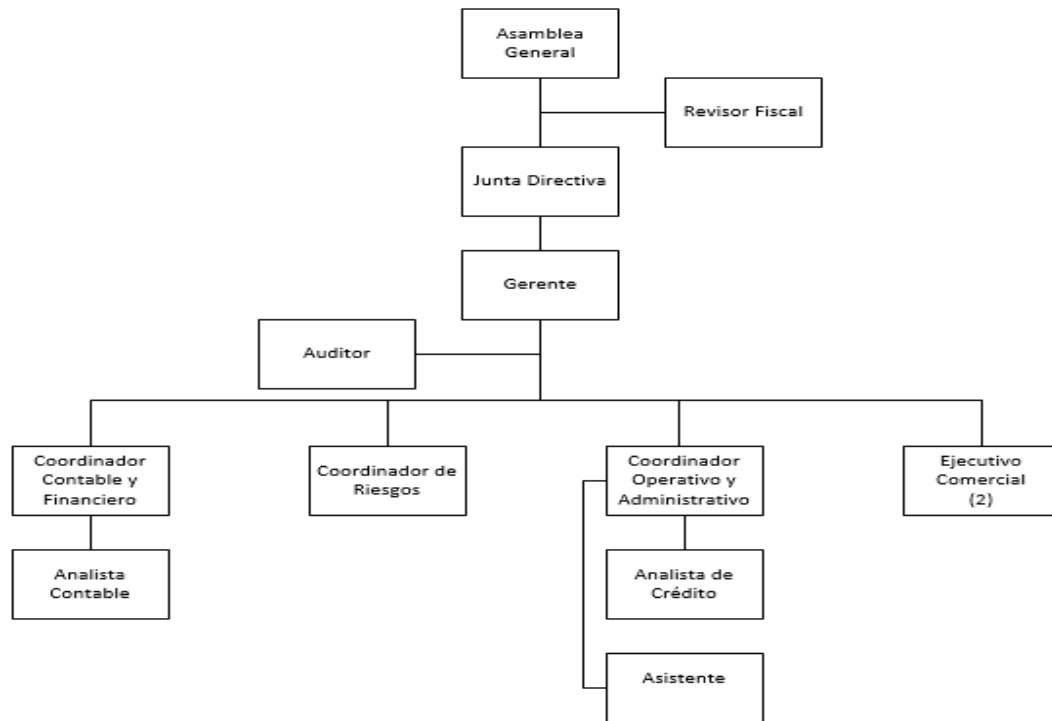 Asamblea
General
Revisor Fiscal
Junta Directiva
Gerente
Auditor
Coordinador
Contable y
Financiero
Coordinador de
Riesgos
Coordinador
Operativo y
Administrativo
Ejecutivo
Comercial
(2)
Analista
Contable
Analista de
Crédito
Asistente